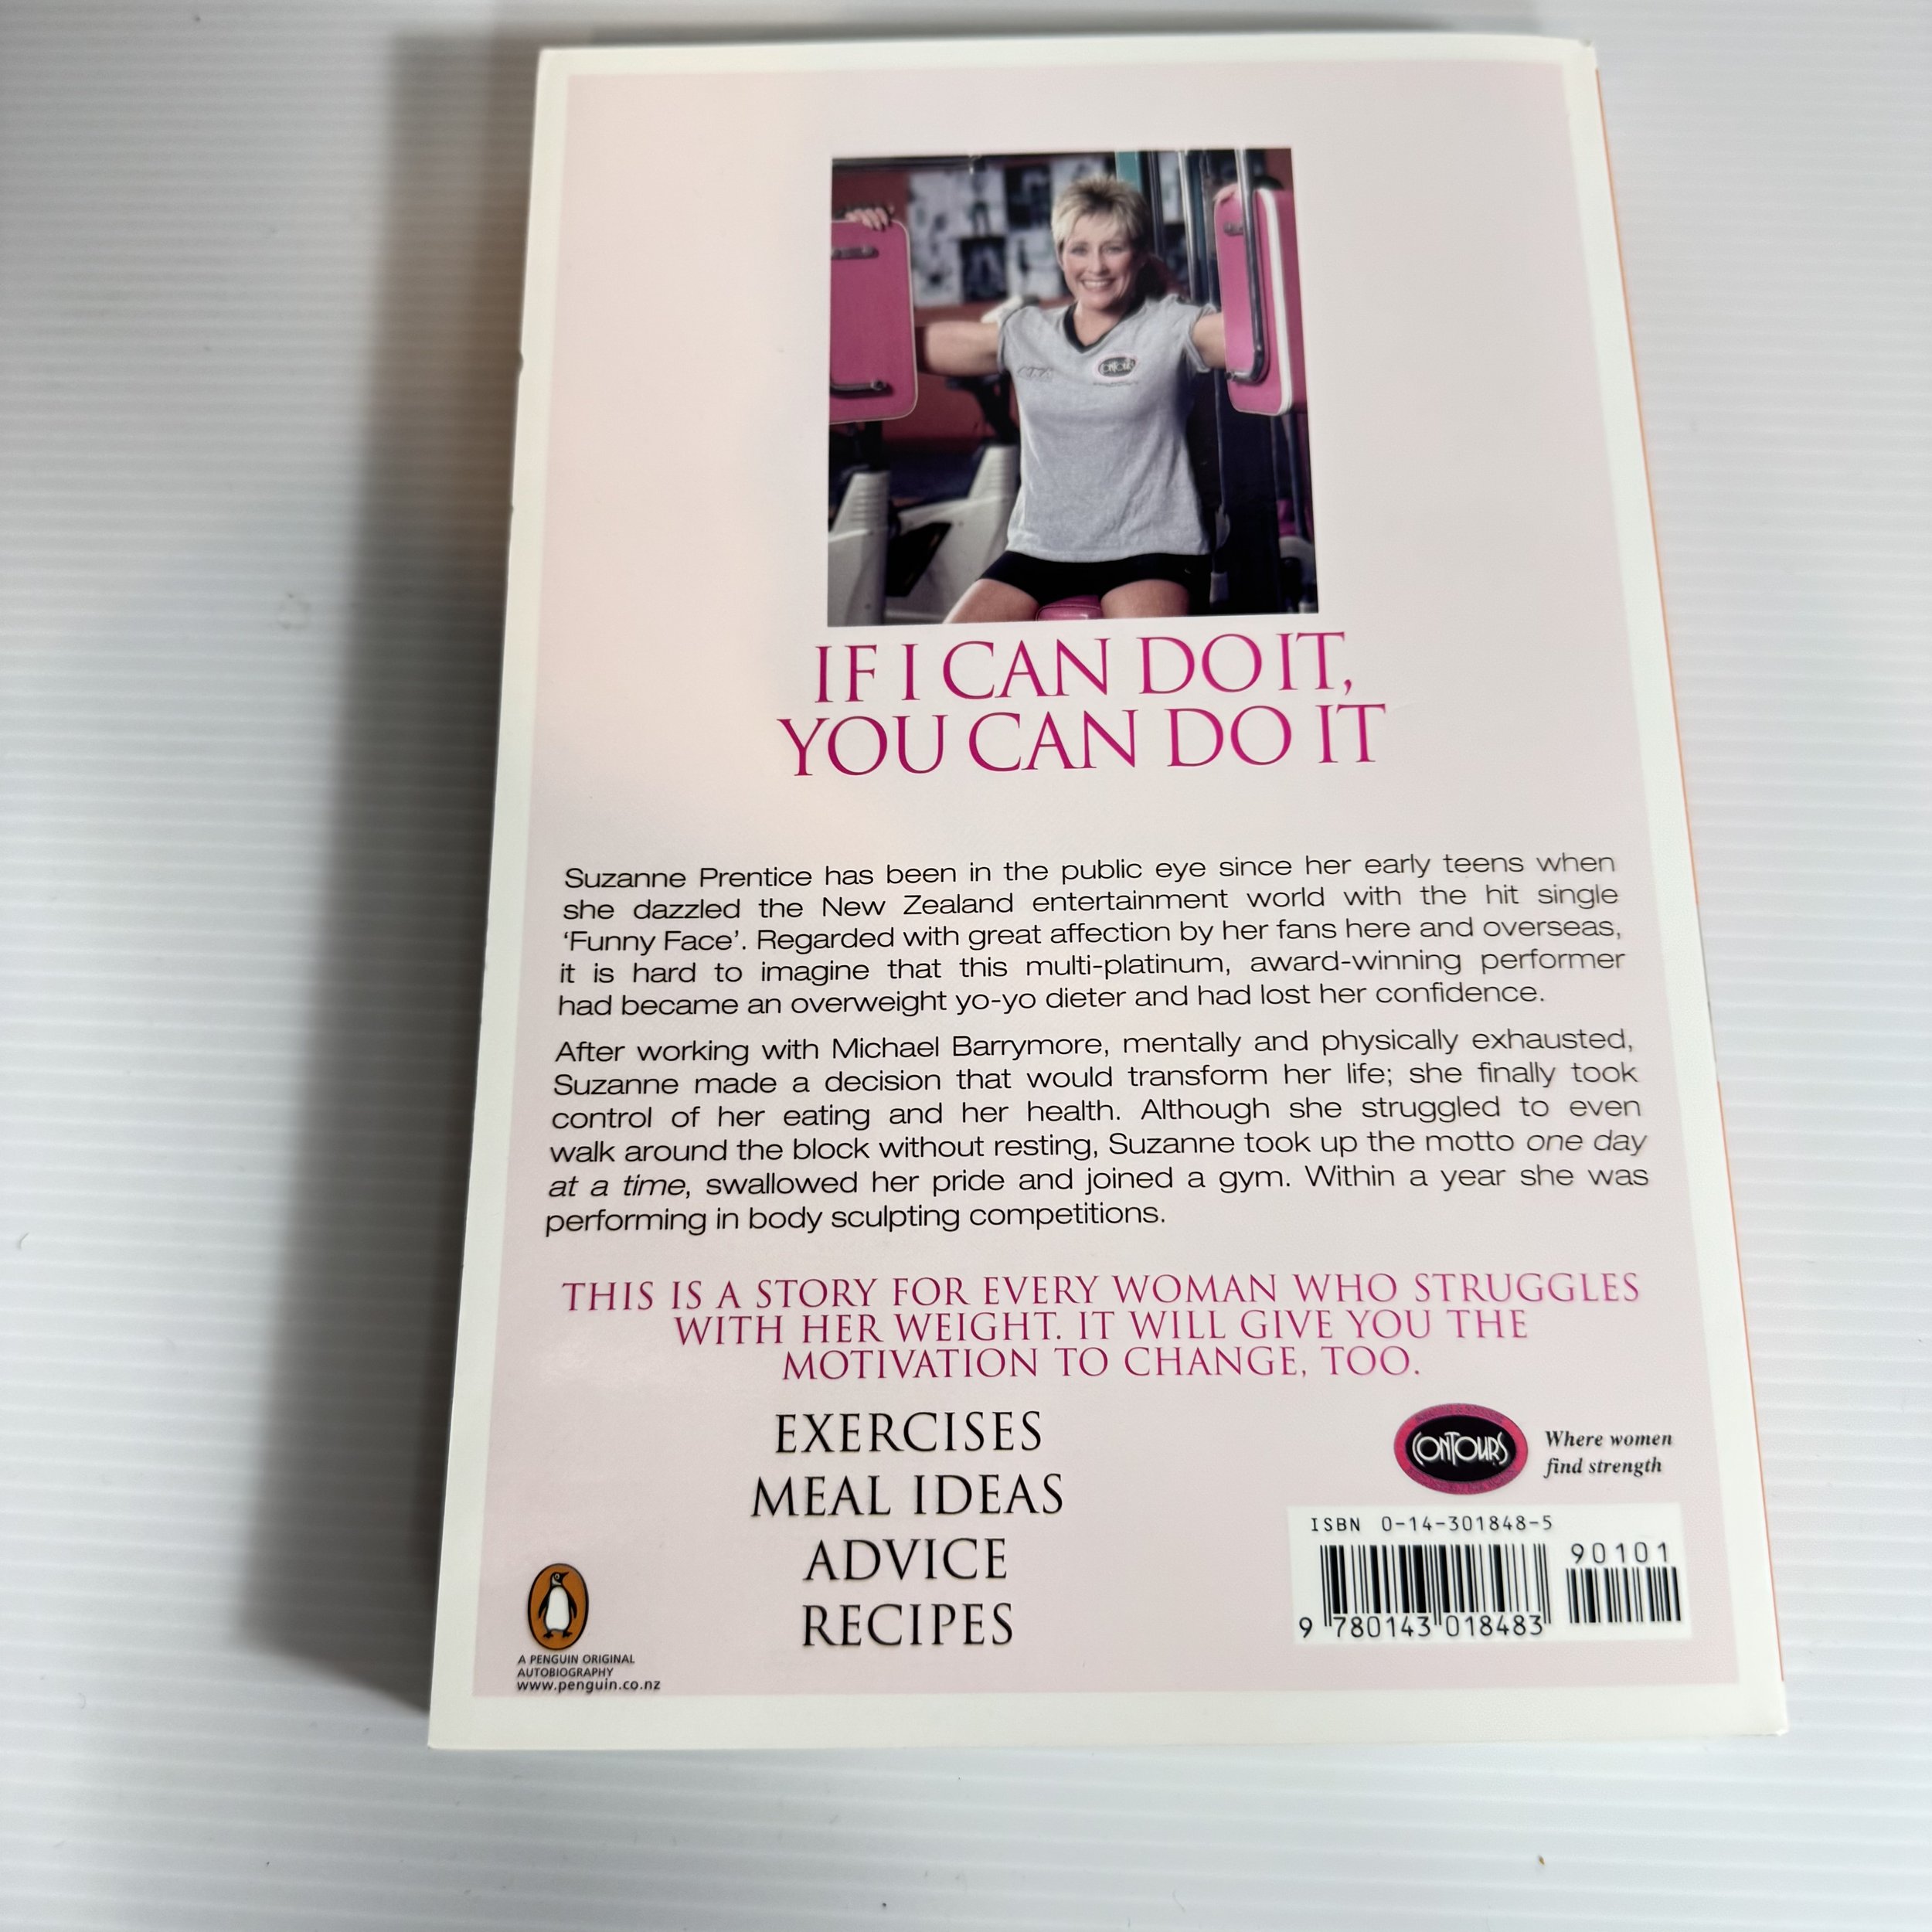 IF I CAN DO IT,
YOU CAN DO IT
Suzanne Prentice has been in the public eye since her early teens when
she dazzled the New Zealand entertainment world with the hit single
‘Funny Face’. Regarded with great affection by her fans here and overseas,
it is hard to imagine that this multi-platinum, award-winning performer
had became an overweight yo-yo dieter and had lost her confidence.
After working with Michael Barrymore, mentally and physically exhausted,
Suzanne made a decision that would transform her life; she finally took
control of her eating and her health. Although she struggled to even
walk around the block without resting, Suzanne took up the motto one day
at a time, swallowed her pride and joined a gym. Within a year she was
performing in body sculpting competitions.
THIS IS A STORY FOR EVERY WOMAN WHO STRUGGLES
WITH HER WEIGHT. IT WILL GIVE YOU THE
MOTIVATION TO CHANGE, TOO.
EXERCISES
MEAL IDEAS
ADVICE
RECIPES
CONTOURS
Where women
find strength
ISBN 0-14-301848-5
90101
9 780143 018483
A PENGUIN ORIGINAL
AUTOBIOGRAPHY
www.penguin.co.nz